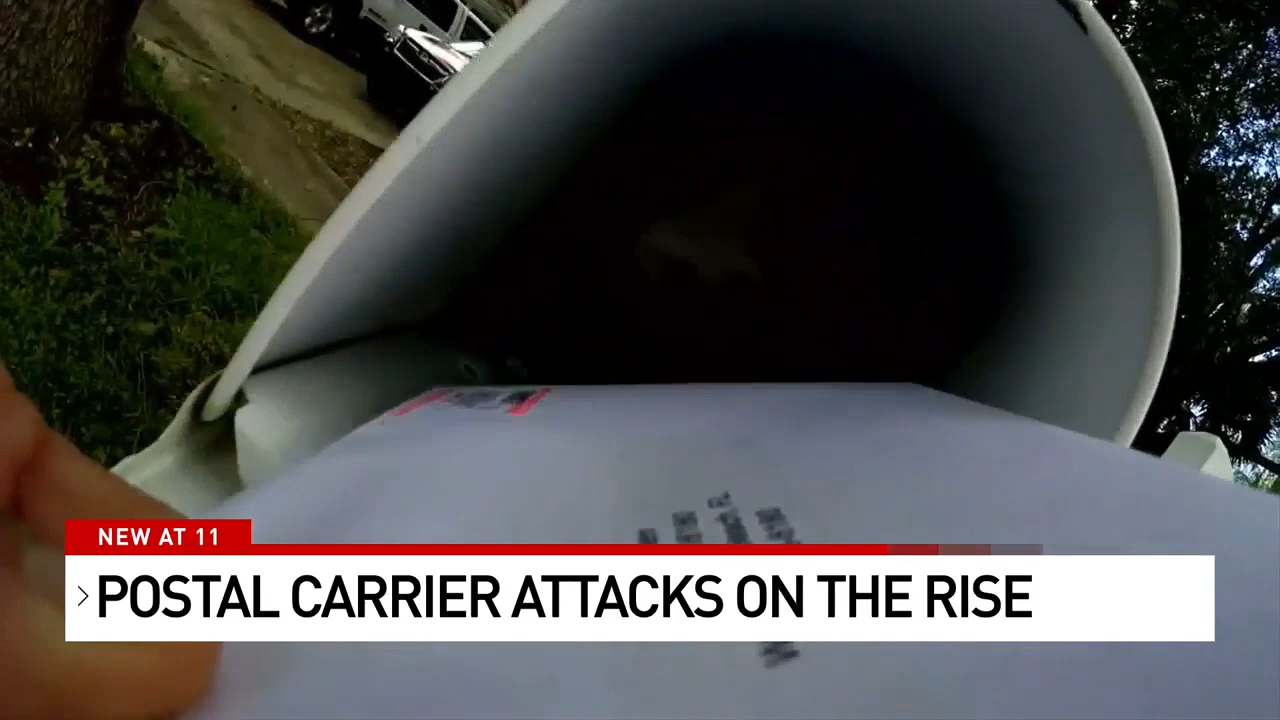 NEW AT 11
POSTAL CARRIER ATTACKS ON THE RISE